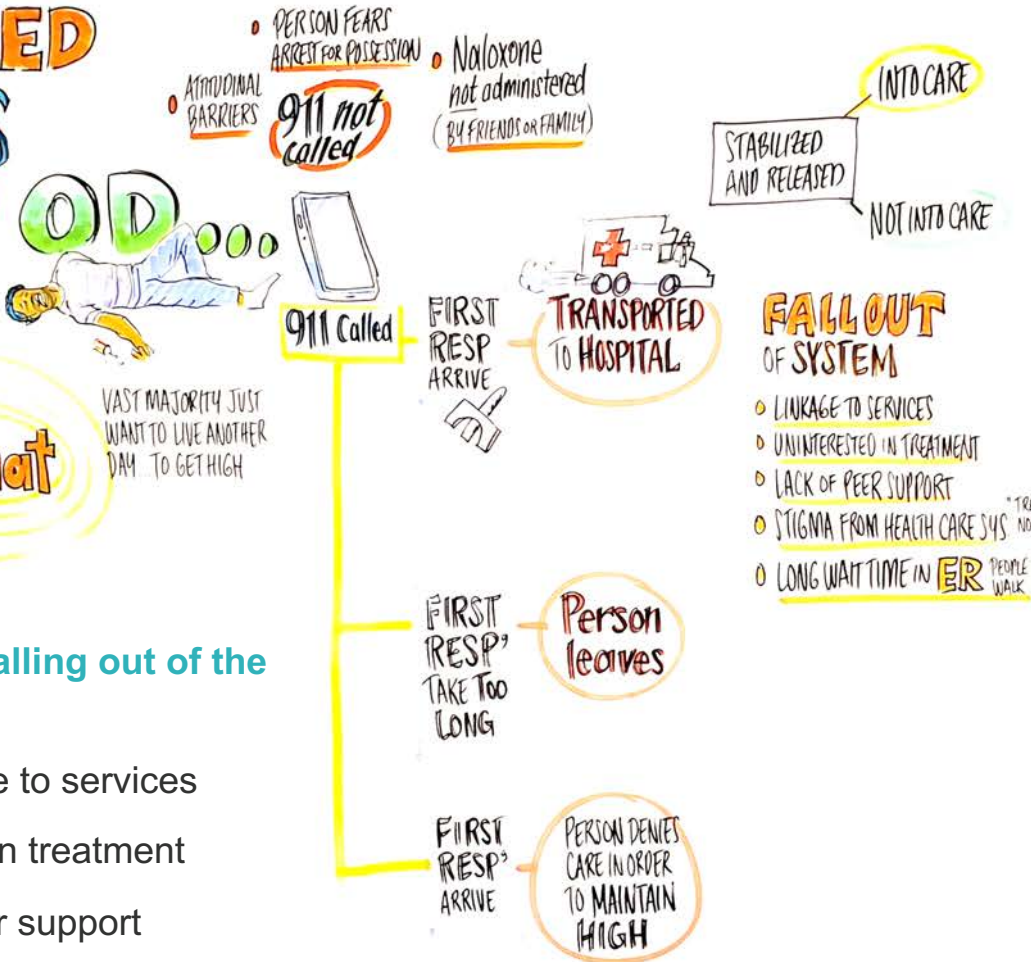 ED
S
OD...
at
VAST MAJORITY JUST
WANT TO LIVE ANOTHER
DAY... TO GET HIGH
ATTITUDINAL
BARRIERS
PERSON FEARS
ARREST FOR POSSESSION
911 not
called
Naloxone
not administered
(BY FRIENDS OR FAMILY)
911 Called
FIRST
RESP
ARRIVE
TRANSPORTED
TO HOSPITAL
FIRST
RESP'
TAKE TOO
LONG
Person
leaves
FIRST
RESP'
ARRIVE
PERSON DENIES
CARE IN ORDER
TO MAINTAIN
HIGH
STABILIZED
AND RELEASED
INTO CARE
NOT INTO CARE
FALL OUT
OF SYSTEM
LINKAGE TO SERVICES
UNINTERESTED IN TREATMENT
LACK OF PEER SUPPORT
STIGMA FROM HEALTH CARE SYS "TR
NO
LONG WAIT TIME IN ER PEOPLE
WALK
alling out of the
e to services
n treatment
r support